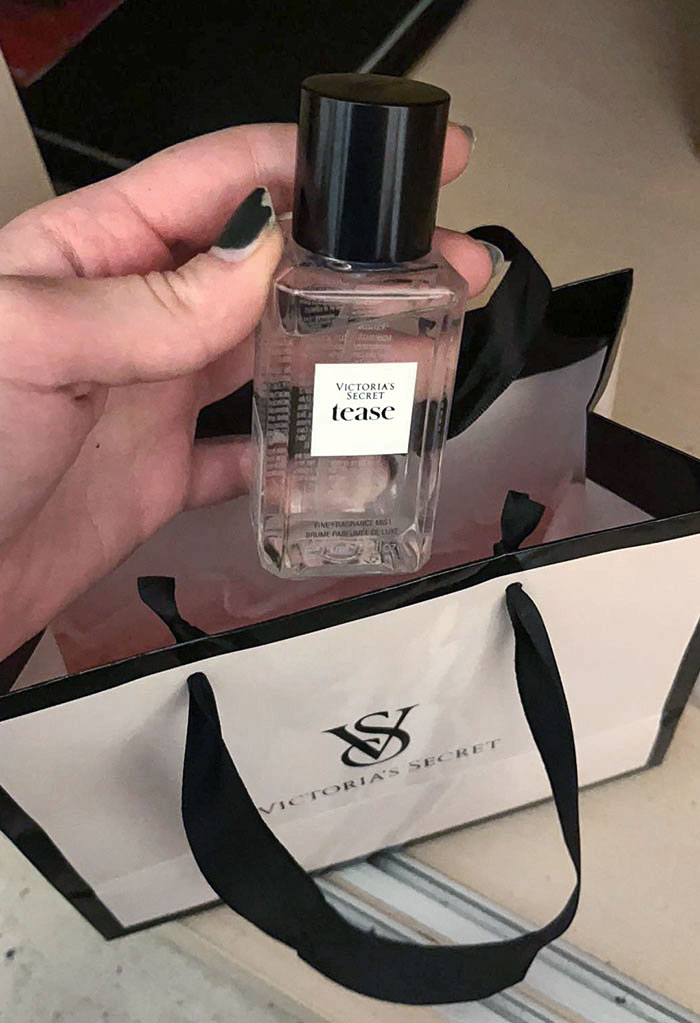 VICTORIA'S
SECRET
tease
FINE FRAGRANCE MIST
BRUME PARFUMÉE DE LUXE
VS
VICTORIA'S SECRET